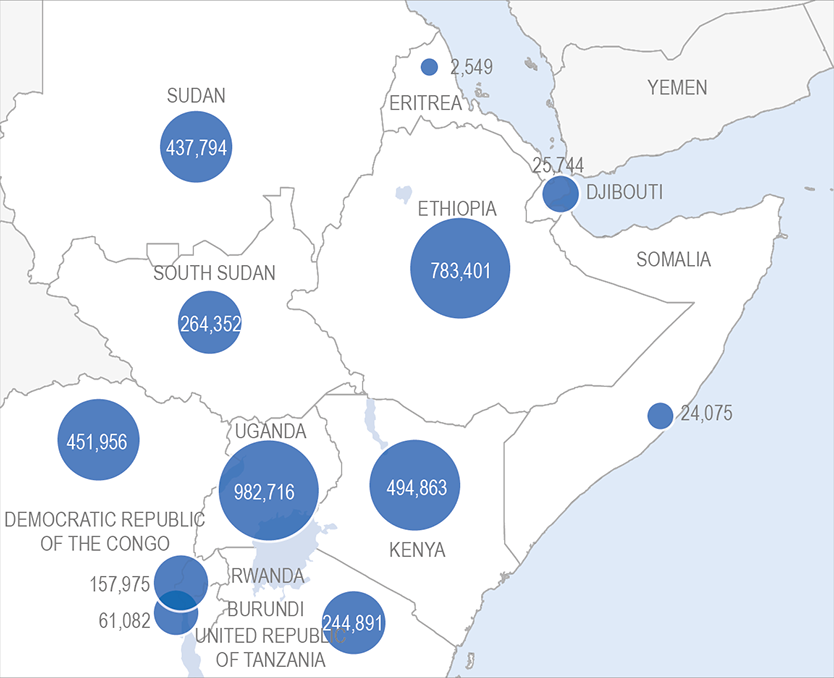 2,549
SUDAN
YEMEN
ERITREA
437,794
25,744
DJIBOUTI
ETHIOPIA
SOMALIA
783,401
SOUTH SUDAN
264,352
24,075
UGANDA
451,956
494,863
982,716
DEMOCRATIC REPUBLIC
OF THE CONGO
KENYA
RWANDA
157,975
BURUNDI
61,082
244,891
UNITED REPUBLIC
OF TANZANIA